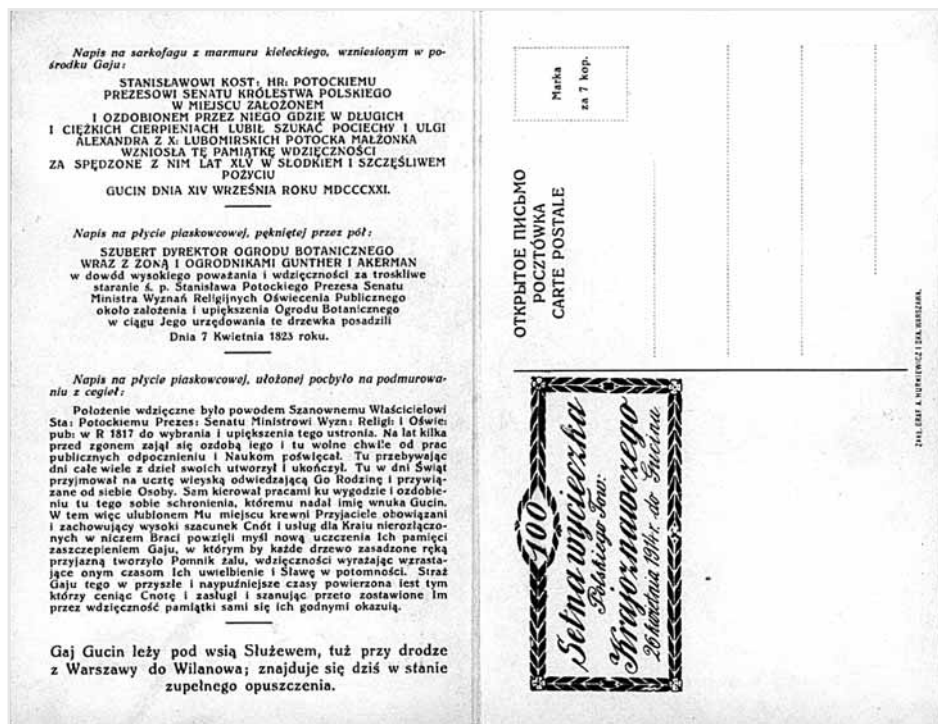 Napis na sarkofagu z marmuru kieleckiego, wzniesionym w po-
środku Gaju:
STANISŁAWOWI KOST: HR: POTOCKIEMU
PREZESOWI SENATU KRÓLESTWA POLSKIEGO
W MIEJSCU ZAŁOŻONEM
I OZDOBIONEM PRZEZ NIEGO GDZIE W DŁUGICH
I CIĘŻKICH CIERPIENIACH LUBIŁ SZUKAĆ POCIECHY I ULGI
ALEXANDRA Z X: LUBOMIRSKICH POTOCKA MAŁŻONKA
WZNIOSŁA TĘ PAMIĄTKĘ WDZIĘCZNOŚCI
ZA SPĘDZONE Z NIM LAT XLV W SŁODKIEM I SZCZĘŚLIWEM
POŻYCIU
GUCIN DNIA XIV WRZEŚNIA ROKU MDCCCXXI.
Napis na płycie piaskowcowej, pękniętej przez pół:
SZUBERT DYREKTOR OGRODU BOTANICZNEGO
WRAZ Z ŻONĄ I OGRODNIKAMI GUNTHER I AKERMAN
w dowód wysokiego poważania i wdzięczności za troskliwe
staranie ś. p. Stanisława Potockiego Prezesa Senatu
Ministra Wyznań Religijnych Oświecenia Publicznego
około założenia i upiększenia Ogrodu Botanicznego
w ciągu Jego urzędowania te drzewka posadzili
Dnia 7 Kwietnia 1823 roku.
Napis na płycie piaskowcowej, ułożonej pochyło na podmurowa-
niu z cegieł:
Położenie wdzięczne było powodem Szanownemu Właścicielowi
Sta: Potockiemu Prezes: Senatu Ministrowi Wyzn: Religi: i Oświe:
pub: w R 1817 do wybrania i upiększenia tego ustronia. Na lat kilka
przed zgonem zajął się ozdobą iego i tu wolne chwile od prac
publicznych odpocznieniu i Naukom poświęcał. Tu przebywając
dni całe wiele z dzieł swoich utworzył i ukończył. Tu w dni Świąt
przyjmował na ucztę wieyską odwiedzającą Go Rodzinę i przywią-
zane od siebie Osoby. Sam kierował pracami ku wygodzie i ozdobie-
niu tu tego sobie schronienia, któremu nadał imię wnuka Gucin.
W tem więc ulublonem Mu miejscu krewni Przyjaciele obowiązani
i zachowujący wysoki szacunek Cnót i usług dla Kraiu nierozłączo-
nych w niczem Braci powzięli myśl nową uczczenia Ich pamięci
zaszczepieniem Gaju, w którym by każde drzewo zasadzone ręką
przyjazną tworzyło Pomnik żalu, wdzięczności wyrażając wzrasta-
jące onym czasom Ich uwielbienie i Sławę w potomności. Straż
Gaju tego w przyszłe i naypuźniejsze czasy powierzona iest tym
którzy ceniąc Cnotę i zasługi i szanując przeto zostawione Im
przez wdzięczność pamiątki sami się ich godnymi okazują.
Gaj Gucin leży pod wsią Służewem, tuż przy drodze
z Warszawy do Wilanowa; znajduje się dziś w stanie
zupełnego opuszczenia.
Marka
za 7 kop.
ОТКРЫТОЕ ПИСЬМО
POCZTÓWKA
CARTE POSTALE
100
Setna wycieczka
Polskiego Tow.
Krajoznawczego
26 kwietnia 1914 r. do Gucina
ZAKŁ. GRAF. A. HURKIEWICZ I SKA, WARSZAWA.